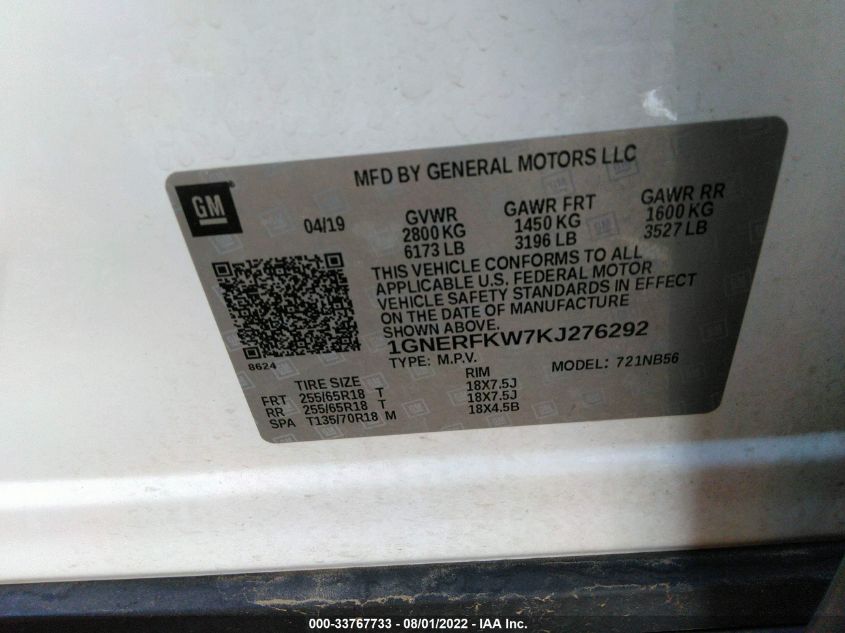 MFD BY GENERAL MOTORS LLC
GM
04/19
GVWR GAWR FRT GAWR RR
2800 KG 1450 KG 1600 KG
6173 LB 3196 LB 3527 LB
THIS VEHICLE CONFORMS TO ALL
APPLICABLE U.S. FEDERAL MOTOR
VEHICLE SAFETY STANDARDS IN EFFECT
ON THE DATE OF MANUFACTURE
SHOWN ABOVE.
1GNERFKW7KJ276292
8624
TYPE: M.P.V. MODEL: 721NB56
TIRE SIZE RIM
FRT 255/65R18 T 18X7.5J
RR 255/65R18 T 18X7.5J
SPA T135/70R18 M 18X4.5B
000-33767733 - 08/01/2022 - IAA Inc.